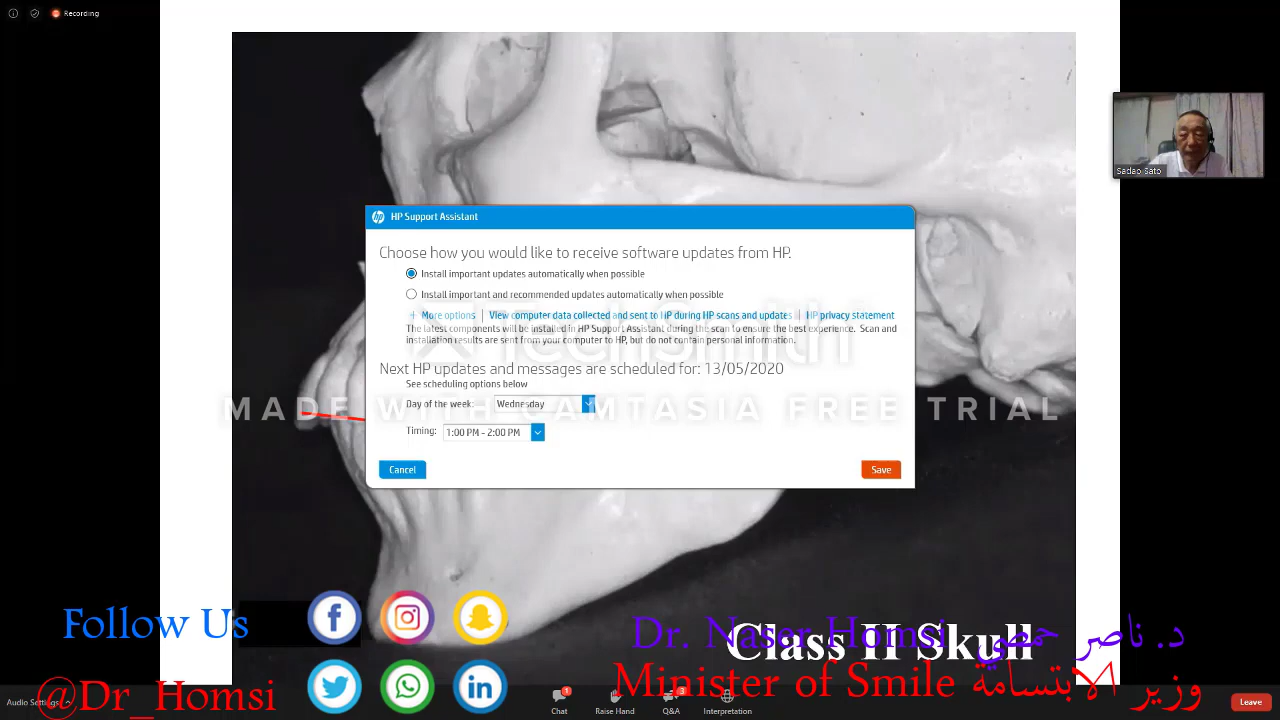 Recording
Sadao Sato
HP Support Assistant
Choose how you would like to receive software updates from HP.
Install important updates automatically when possible
Install important and recommended updates automatically when possible
+ More options | View computer data collected and sent to HP during HP scans and updates | HP privacy statement
The latest components will be installed in HP Support Assistant during the scan to ensure the best experience. Scan and
installation results are sent from your computer to HP, but do not contain personal information.
TechSmith
Next HP updates and messages are scheduled for: 13/05/2020
See scheduling options below
Day of the week: Wednesday
MADE WITH CAMTASIA FREE TRIAL
Timing: 1:00 PM - 2:00 PM
Cancel
Save
Follow Us
Class II Skull
Dr. Naser Homsi د. ناصر حمصي
@Dr_Homsi
Minister of Smile وزير الابتسامة
Audio Settings
Chat 1
Raise Hand
Q&A 3
Interpretation
Leave